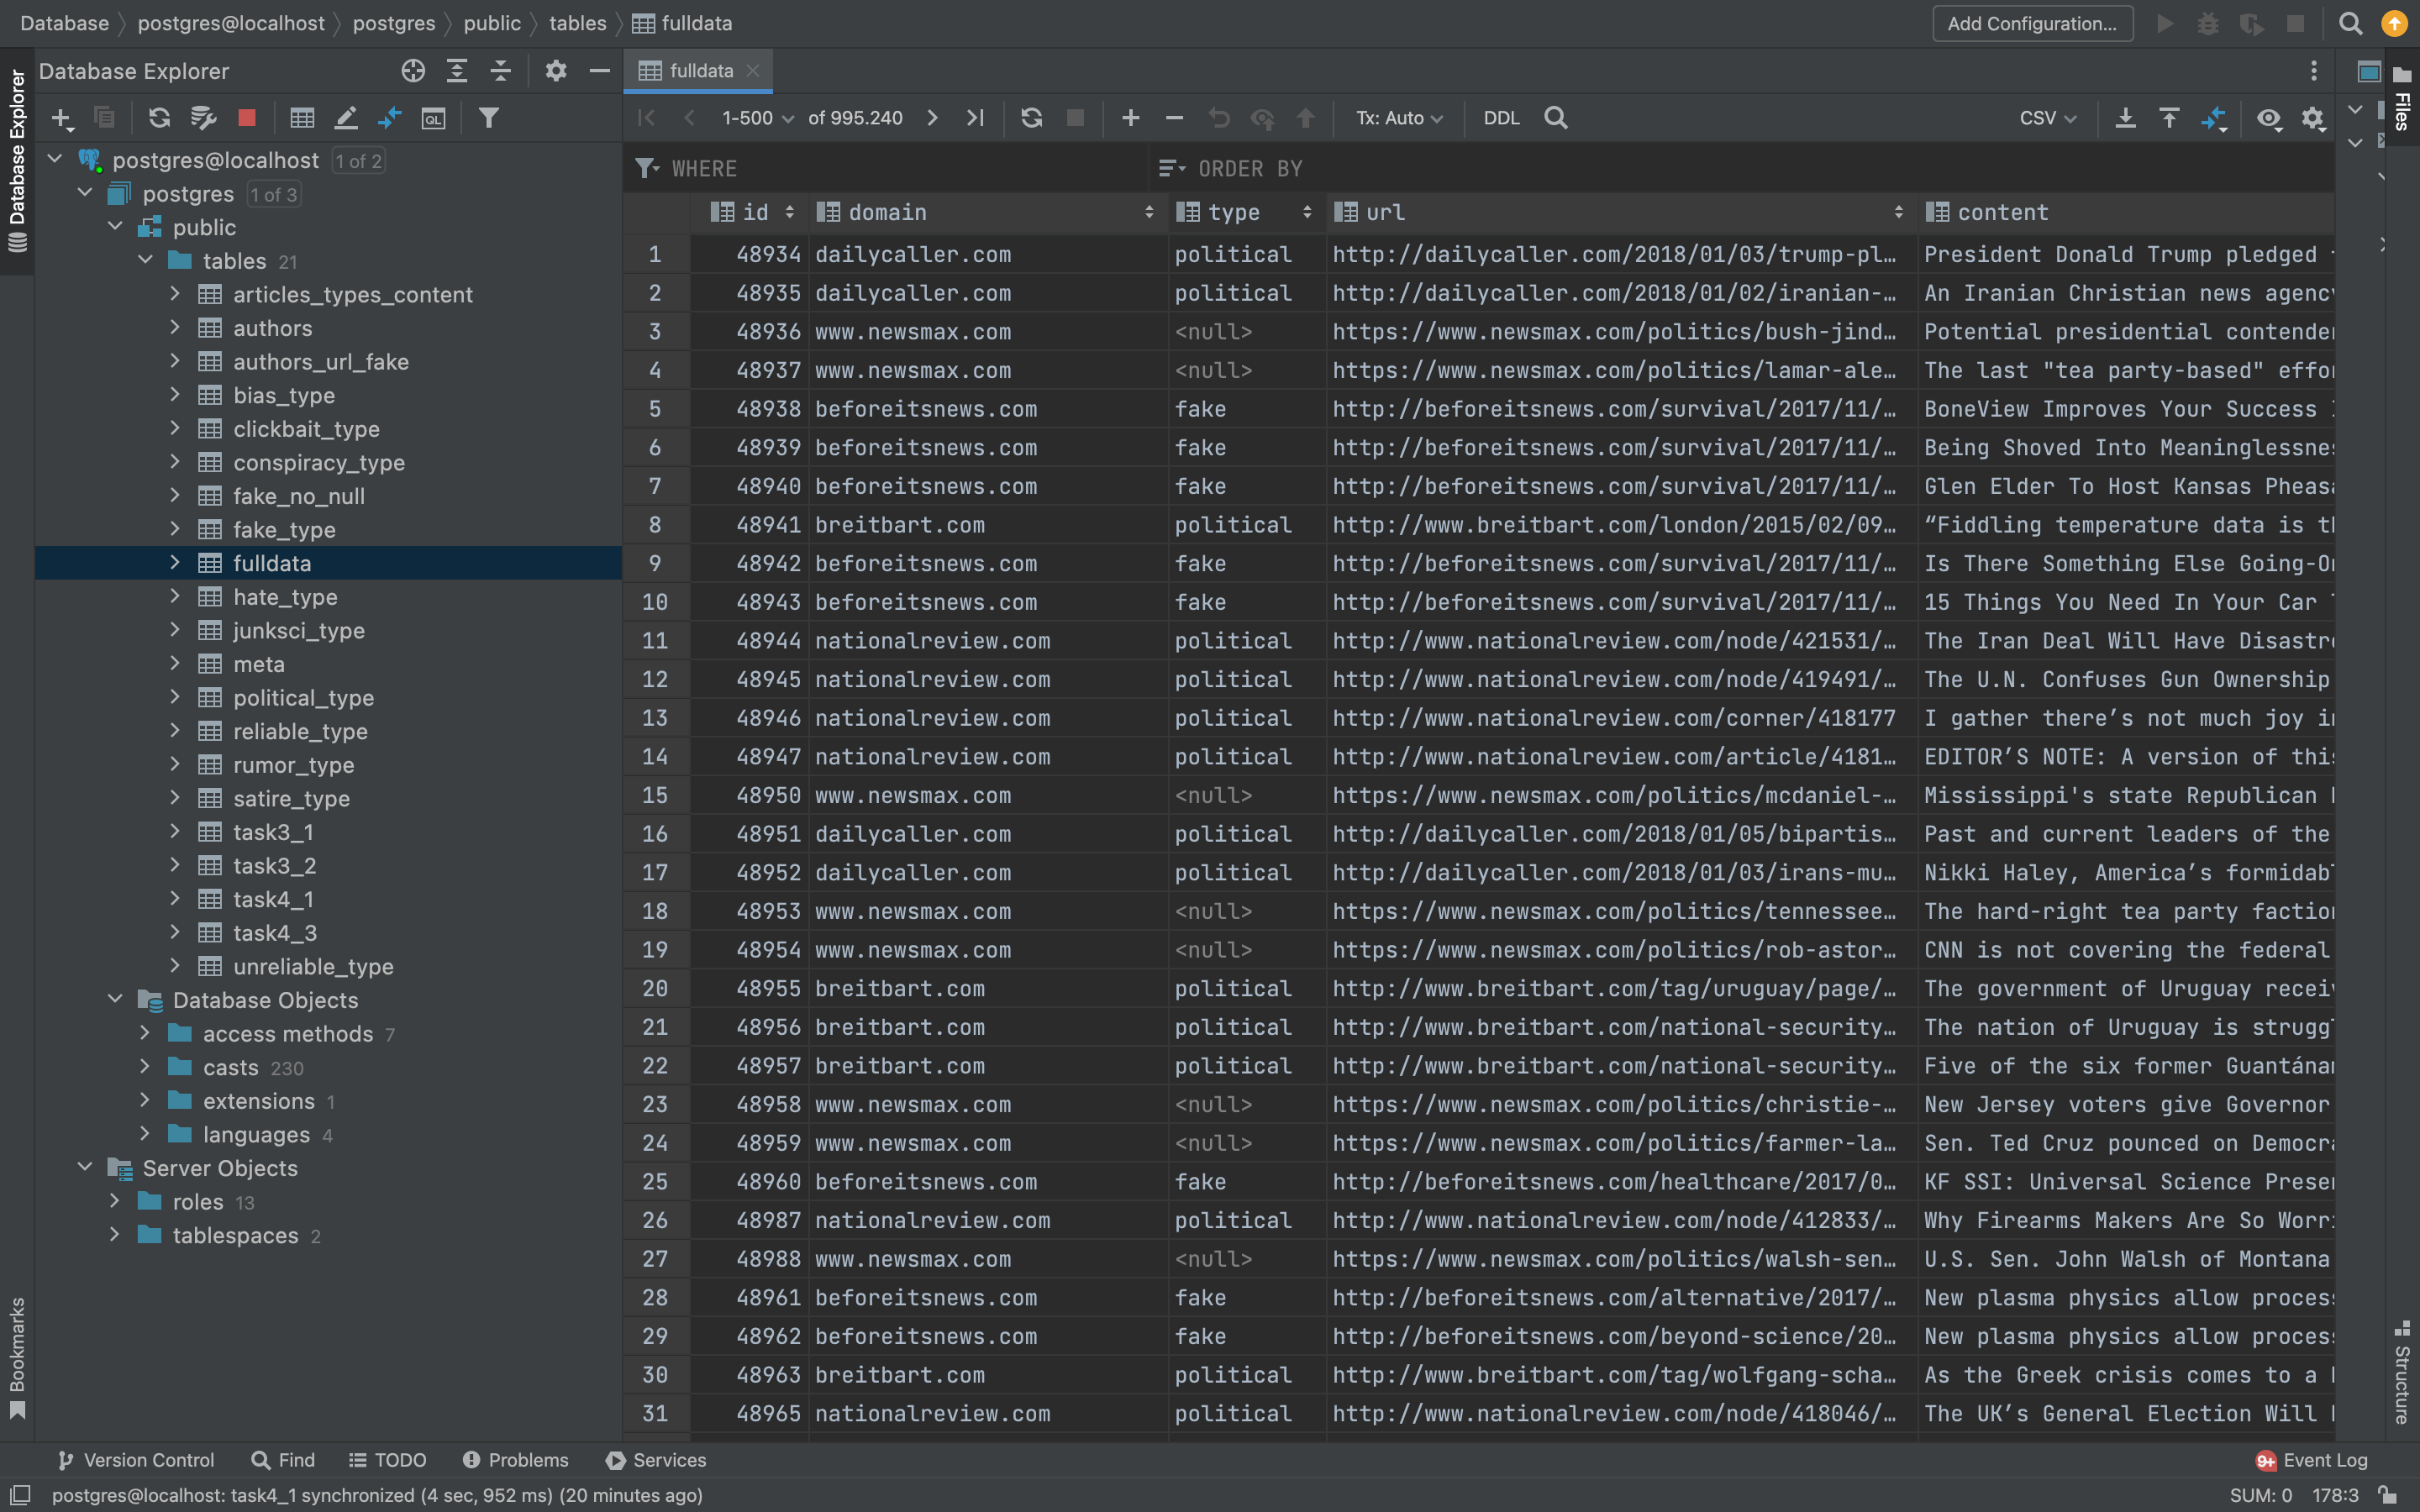 Database postgres@localhost postgres public tables fulldata Add Configuration...
Database Explorer
fulldata
1-500 of 995.240 Tx: Auto DDL CSV
WHERE ORDER BY
Database Explorer
Bookmarks
Files
Structure
postgres@localhost 1 of 2
postgres 1 of 3
public
tables 21
articles_types_content
authors
authors_url_fake
bias_type
clickbait_type
conspiracy_type
fake_no_null
fake_type
fulldata
hate_type
junksci_type
meta
political_type
reliable_type
rumor_type
satire_type
task3_1
task3_2
task4_1
task4_3
unreliable_type
Database Objects
access methods 7
casts 230
extensions 1
languages 4
Server Objects
roles 13
tablespaces 2
id domain type url content
1 48934 dailycaller.com political http://dailycaller.com/2018/01/03/trump-pl… President Donald Trump pledged
2 48935 dailycaller.com political http://dailycaller.com/2018/01/02/iranian-… An Iranian Christian news agency
3 48936 www.newsmax.com <null> https://www.newsmax.com/politics/bush-jind… Potential presidential contender
4 48937 www.newsmax.com <null> https://www.newsmax.com/politics/lamar-ale… The last "tea party-based" effor
5 48938 beforeitsnews.com fake http://beforeitsnews.com/survival/2017/11/… BoneView Improves Your Success
6 48939 beforeitsnews.com fake http://beforeitsnews.com/survival/2017/11/… Being Shoved Into Meaninglessnes
7 48940 beforeitsnews.com fake http://beforeitsnews.com/survival/2017/11/… Glen Elder To Host Kansas Pheasa
8 48941 breitbart.com political http://www.breitbart.com/london/2015/02/09… “Fiddling temperature data is th
9 48942 beforeitsnews.com fake http://beforeitsnews.com/survival/2017/11/… Is There Something Else Going-On
10 48943 beforeitsnews.com fake http://beforeitsnews.com/survival/2017/11/… 15 Things You Need In Your Car
11 48944 nationalreview.com political http://www.nationalreview.com/node/421531/… The Iran Deal Will Have Disastro
12 48945 nationalreview.com political http://www.nationalreview.com/node/419491/… The U.N. Confuses Gun Ownership
13 48946 nationalreview.com political http://www.nationalreview.com/corner/418177 I gather there’s not much joy in
14 48947 nationalreview.com political http://www.nationalreview.com/article/4181… EDITOR’S NOTE: A version of this
15 48950 www.newsmax.com <null> https://www.newsmax.com/politics/mcdaniel-… Mississippi's state Republican
16 48951 dailycaller.com political http://dailycaller.com/2018/01/05/bipartis… Past and current leaders of the
17 48952 dailycaller.com political http://dailycaller.com/2018/01/03/irans-mu… Nikki Haley, America’s formidabl
18 48953 www.newsmax.com <null> https://www.newsmax.com/politics/tennessee… The hard-right tea party faction
19 48954 www.newsmax.com <null> https://www.newsmax.com/politics/rob-astor… CNN is not covering the federal
20 48955 breitbart.com political http://www.breitbart.com/tag/uruguay/page/… The government of Uruguay receiv
21 48956 breitbart.com political http://www.breitbart.com/national-security… The nation of Uruguay is struggl
22 48957 breitbart.com political http://www.breitbart.com/national-security… Five of the six former Guantánam
23 48958 www.newsmax.com <null> https://www.newsmax.com/politics/christie-… New Jersey voters give Governor
24 48959 www.newsmax.com <null> https://www.newsmax.com/politics/farmer-la… Sen. Ted Cruz pounced on Democra
25 48960 beforeitsnews.com fake http://beforeitsnews.com/healthcare/2017/0… KF SSI: Universal Science Presen
26 48987 nationalreview.com political http://www.nationalreview.com/node/412833/… Why Firearms Makers Are So Worri
27 48988 www.newsmax.com <null> https://www.newsmax.com/politics/walsh-sen… U.S. Sen. John Walsh of Montana
28 48961 beforeitsnews.com fake http://beforeitsnews.com/alternative/2017/… New plasma physics allow process
29 48962 beforeitsnews.com fake http://beforeitsnews.com/beyond-science/20… New plasma physics allow process
30 48963 breitbart.com political http://www.breitbart.com/tag/wolfgang-scha… As the Greek crisis comes to a
31 48965 nationalreview.com political http://www.nationalreview.com/node/418046/… The UK’s General Election Will
Version Control Find TODO Problems Services 9+ Event Log
postgres@localhost: task4_1 synchronized (4 sec, 952 ms) (20 minutes ago) SUM: 0 178:3